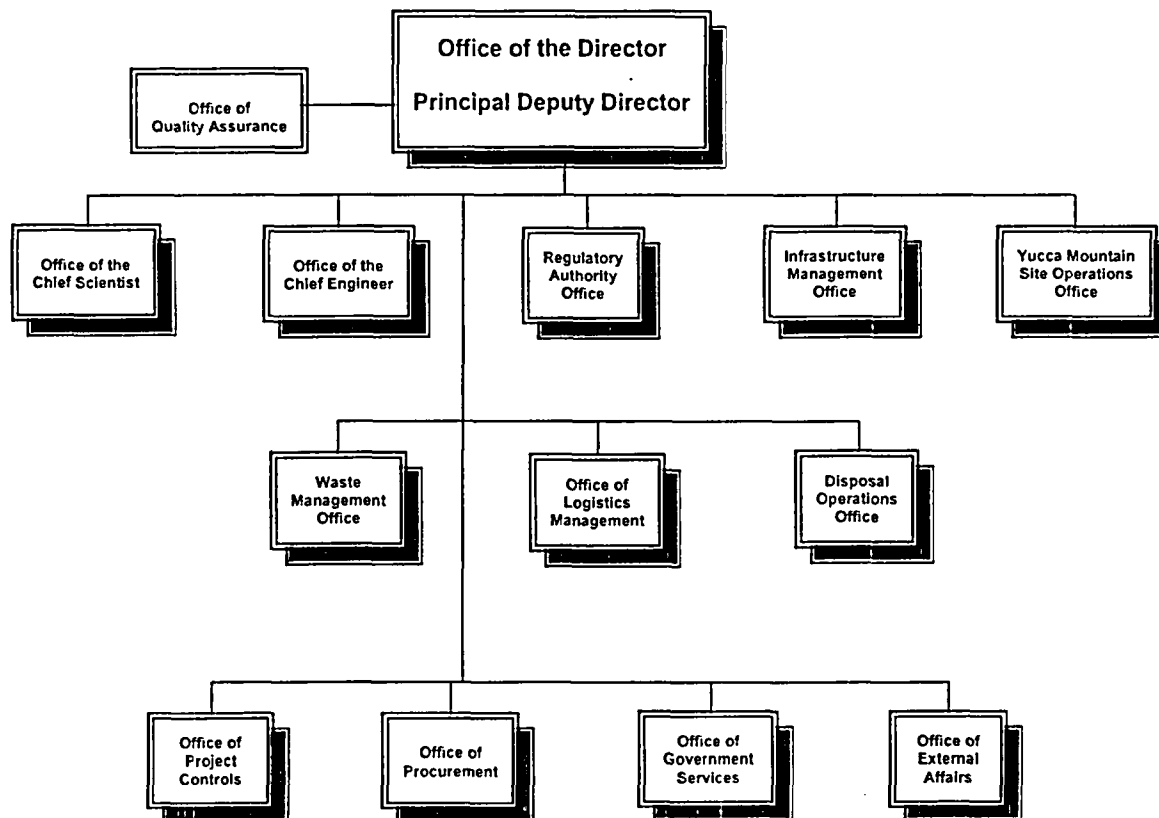 Office of the Director
Principal Deputy Director
Office of
Quality Assurance
Office of the
Chief Scientist
Office of the
Chief Engineer
Regulatory
Authority
Office
Infrastructure
Management
Office
Yucca Mountain
Site Operations
Office
Waste
Management
Office
Office of
Logistics
Management
Disposal
Operations
Office
Office of
Project
Controls
Office of
Procurement
Office of
Government
Services
Office of
External
Affairs